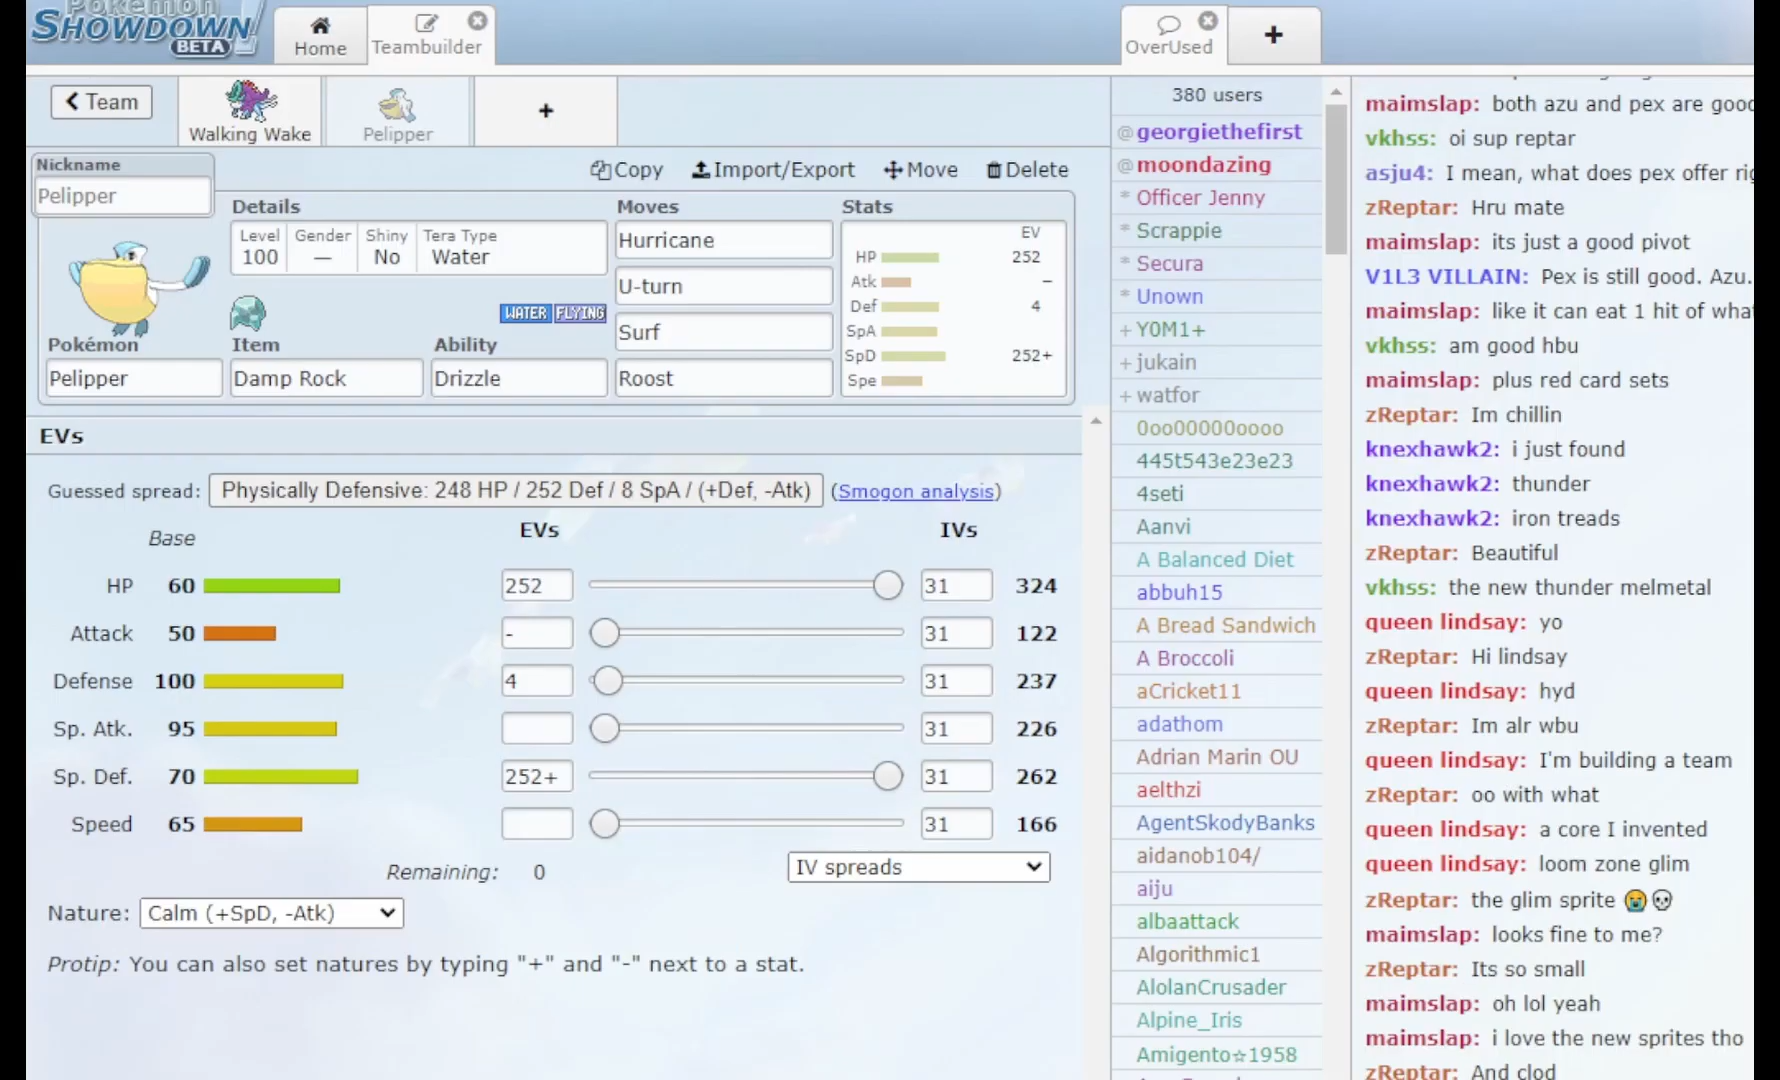 Pokémon
SHOWDOWN
BETA
Home
Teambuilder
OverUsed
+
Team
Walking Wake
Pelipper
+
Nickname
Pelipper
Copy
Import/Export
Move
Delete
Details
Level
100
Gender
—
Shiny
No
Tera Type
Water
WATER FLYING
Pokémon
Pelipper
Item
Damp Rock
Ability
Drizzle
Moves
Hurricane
U-turn
Surf
Roost
Stats
EV
HP 252
Atk –
Def 4
SpA
SpD 252+
Spe
EVs
Guessed spread: Physically Defensive: 248 HP / 252 Def / 8 SpA / (+Def, -Atk) (Smogon analysis)
Base EVs IVs
HP 60 252 31 324
Attack 50 - 31 122
Defense 100 4 31 237
Sp. Atk. 95 31 226
Sp. Def. 70 252+ 31 262
Speed 65 31 166
Remaining: 0
IV spreads
Nature: Calm (+SpD, -Atk)
Protip: You can also set natures by typing "+" and "-" next to a stat.
380 users
@georgiethefirst
@moondazing
* Officer Jenny
* Scrappie
* Secura
* Unown
+Y0M1+
+jukain
+watfor
0oo00000oooo
445t543e23e23
4seti
Aanvi
A Balanced Diet
abbuh15
A Bread Sandwich
A Broccoli
aCricket11
adathom
Adrian Marin OU
aelthzi
AgentSkodyBanks
aidanob104/
aiju
albaattack
Algorithmic1
AlolanCrusader
Alpine_Iris
Amigento☆1958
maimslap: both azu and pex are good
vkhss: oi sup reptar
asju4: I mean, what does pex offer rig
zReptar: Hru mate
maimslap: its just a good pivot
V1L3 VILLAIN: Pex is still good. Azu.
maimslap: like it can eat 1 hit of what
vkhss: am good hbu
maimslap: plus red card sets
zReptar: Im chillin
knexhawk2: i just found
knexhawk2: thunder
knexhawk2: iron treads
zReptar: Beautiful
vkhss: the new thunder melmetal
queen lindsay: yo
zReptar: Hi lindsay
queen lindsay: hyd
zReptar: Im alr wbu
queen lindsay: I'm building a team
zReptar: oo with what
queen lindsay: a core I invented
queen lindsay: loom zone glim
zReptar: the glim sprite 😭💀
maimslap: looks fine to me?
zReptar: Its so small
maimslap: oh lol yeah
maimslap: i love the new sprites tho
zReptar: And clod